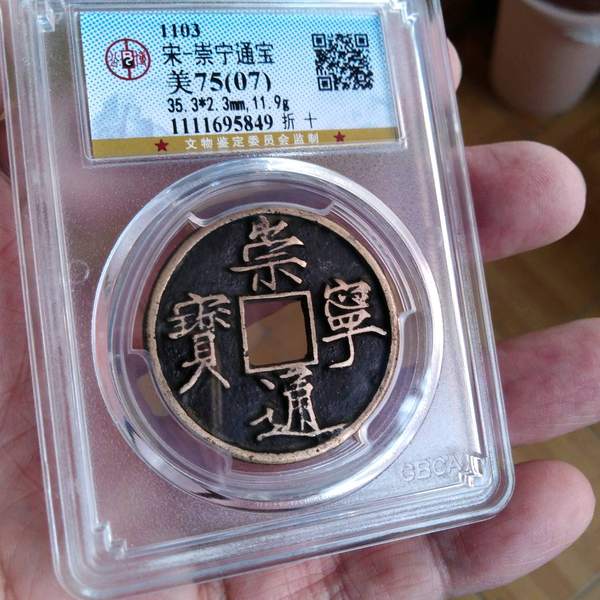 1103
宋-崇宁通宝
美75(07)
35.3*2.3mm,11.9g
1111695849 折十
★ 文物鉴定委员会监制 ★
崇
寧
通
寳
GBCA